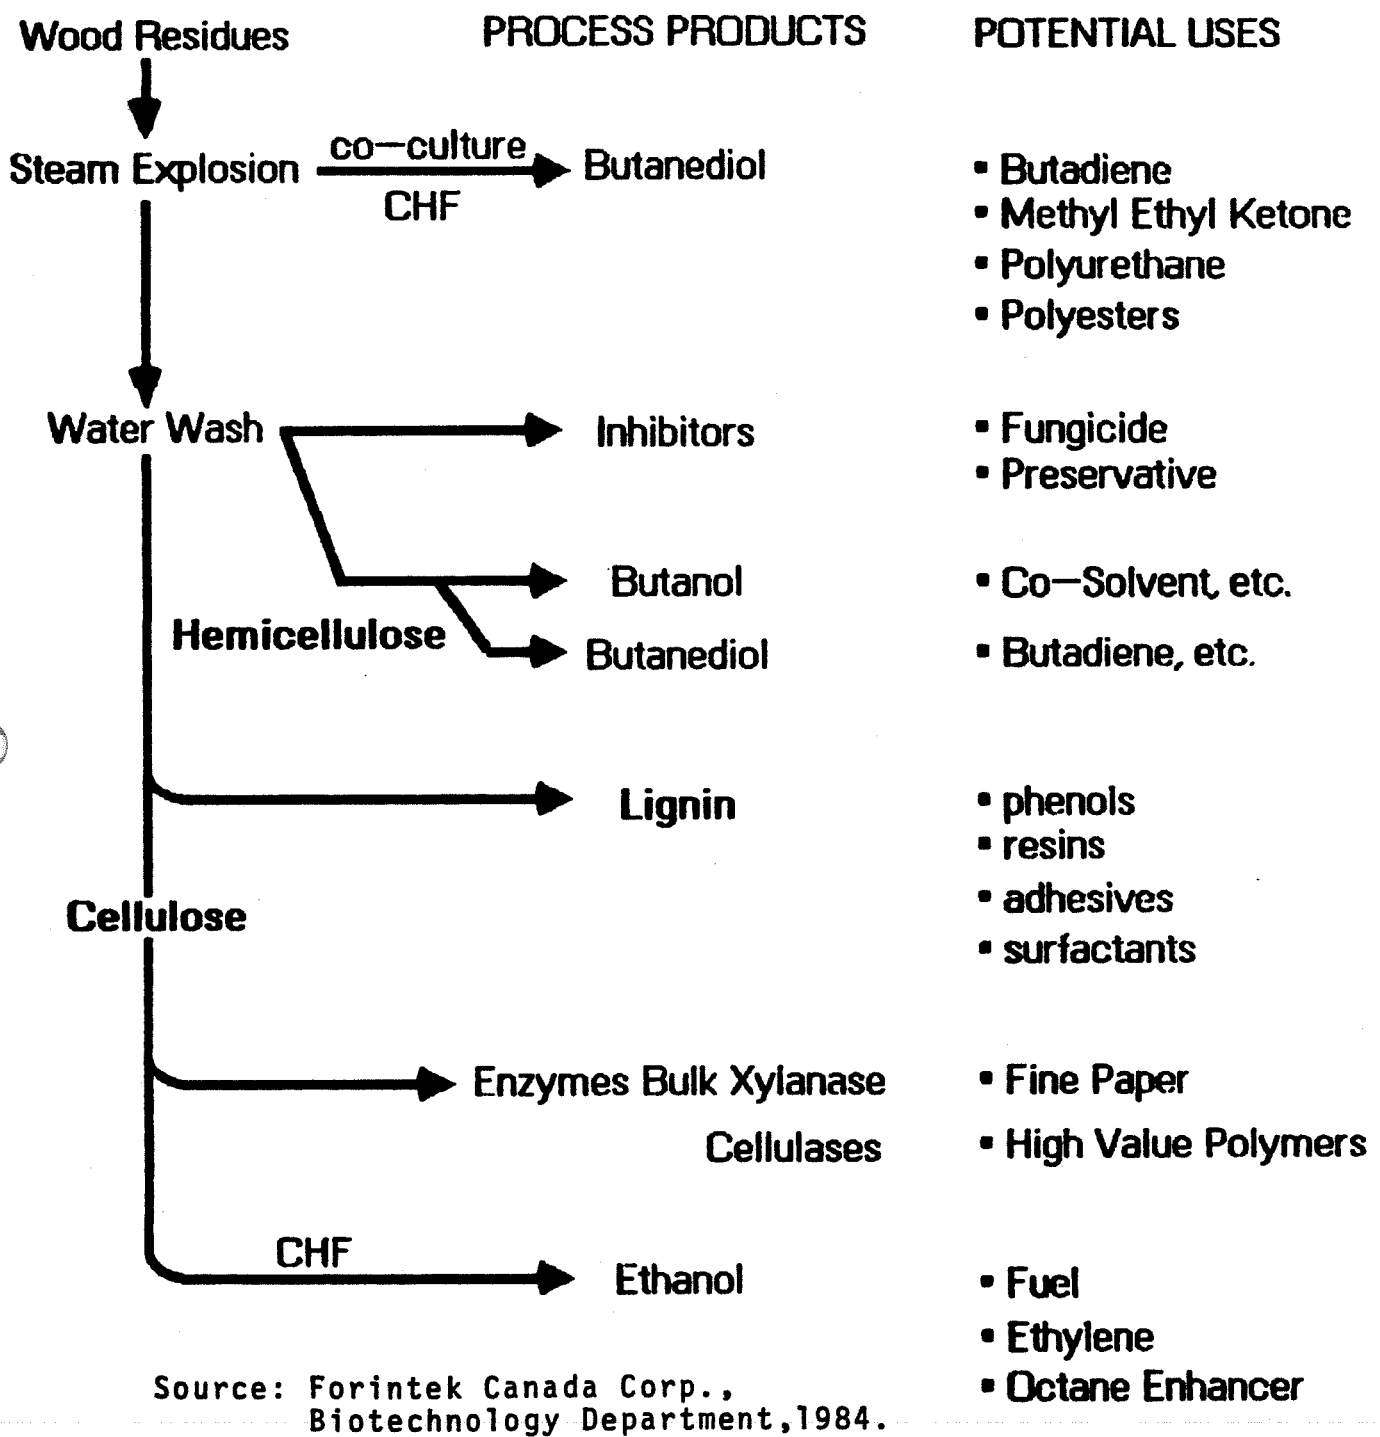 Wood Residues PROCESS PRODUCTS POTENTIAL USES
co-culture
Steam Explosion Butanediol ▪ Butadiene
CHF ▪ Methyl Ethyl Ketone
▪ Polyurethane
▪ Polyesters
Water Wash Inhibitors ▪ Fungicide
▪ Preservative
Butanol ▪ Co-Solvent, etc.
Hemicellulose
Butanediol ▪ Butadiene, etc.
Lignin ▪ phenols
▪ resins
▪ adhesives
Cellulose
▪ surfactants
Enzymes Bulk Xylanase ▪ Fine Paper
Cellulases ▪ High Value Polymers
CHF
Ethanol ▪ Fuel
▪ Ethylene
▪ Octane Enhancer
Source: Forintek Canada Corp.,
Biotechnology Department,1984.